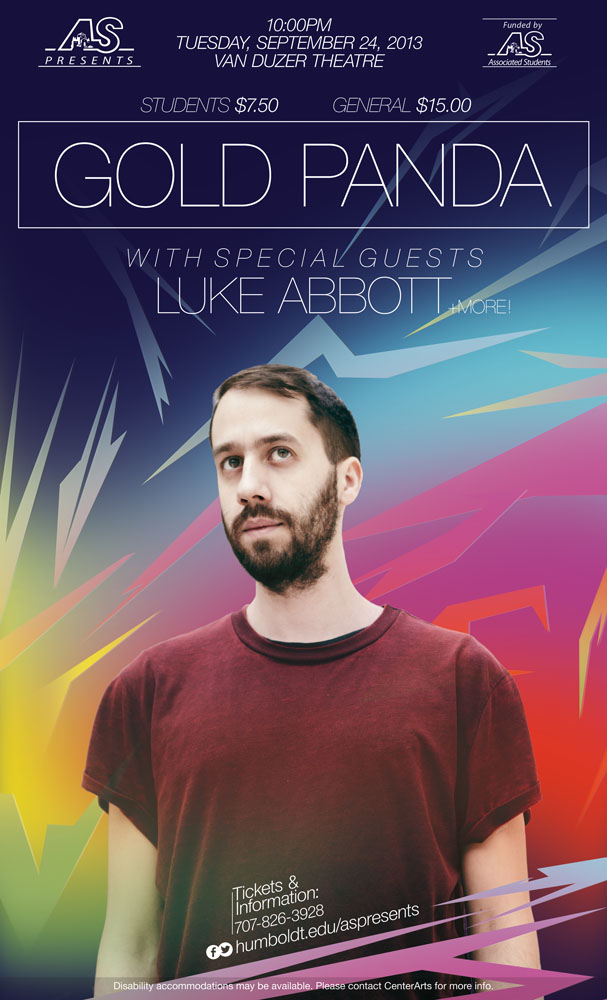 AS
PRESENTS
10:00PM
TUESDAY, SEPTEMBER 24, 2013
VAN DUZER THEATRE
Funded by
AS
Associated Students
STUDENTS $7.50 GENERAL $15.00
GOLD PANDA
WITH SPECIAL GUESTS
LUKE ABBOTT +MORE!
Tickets &
Information:
707-826-3928
humboldt.edu/aspresents
Disability accommodations may be available. Please contact CenterArts for more info.